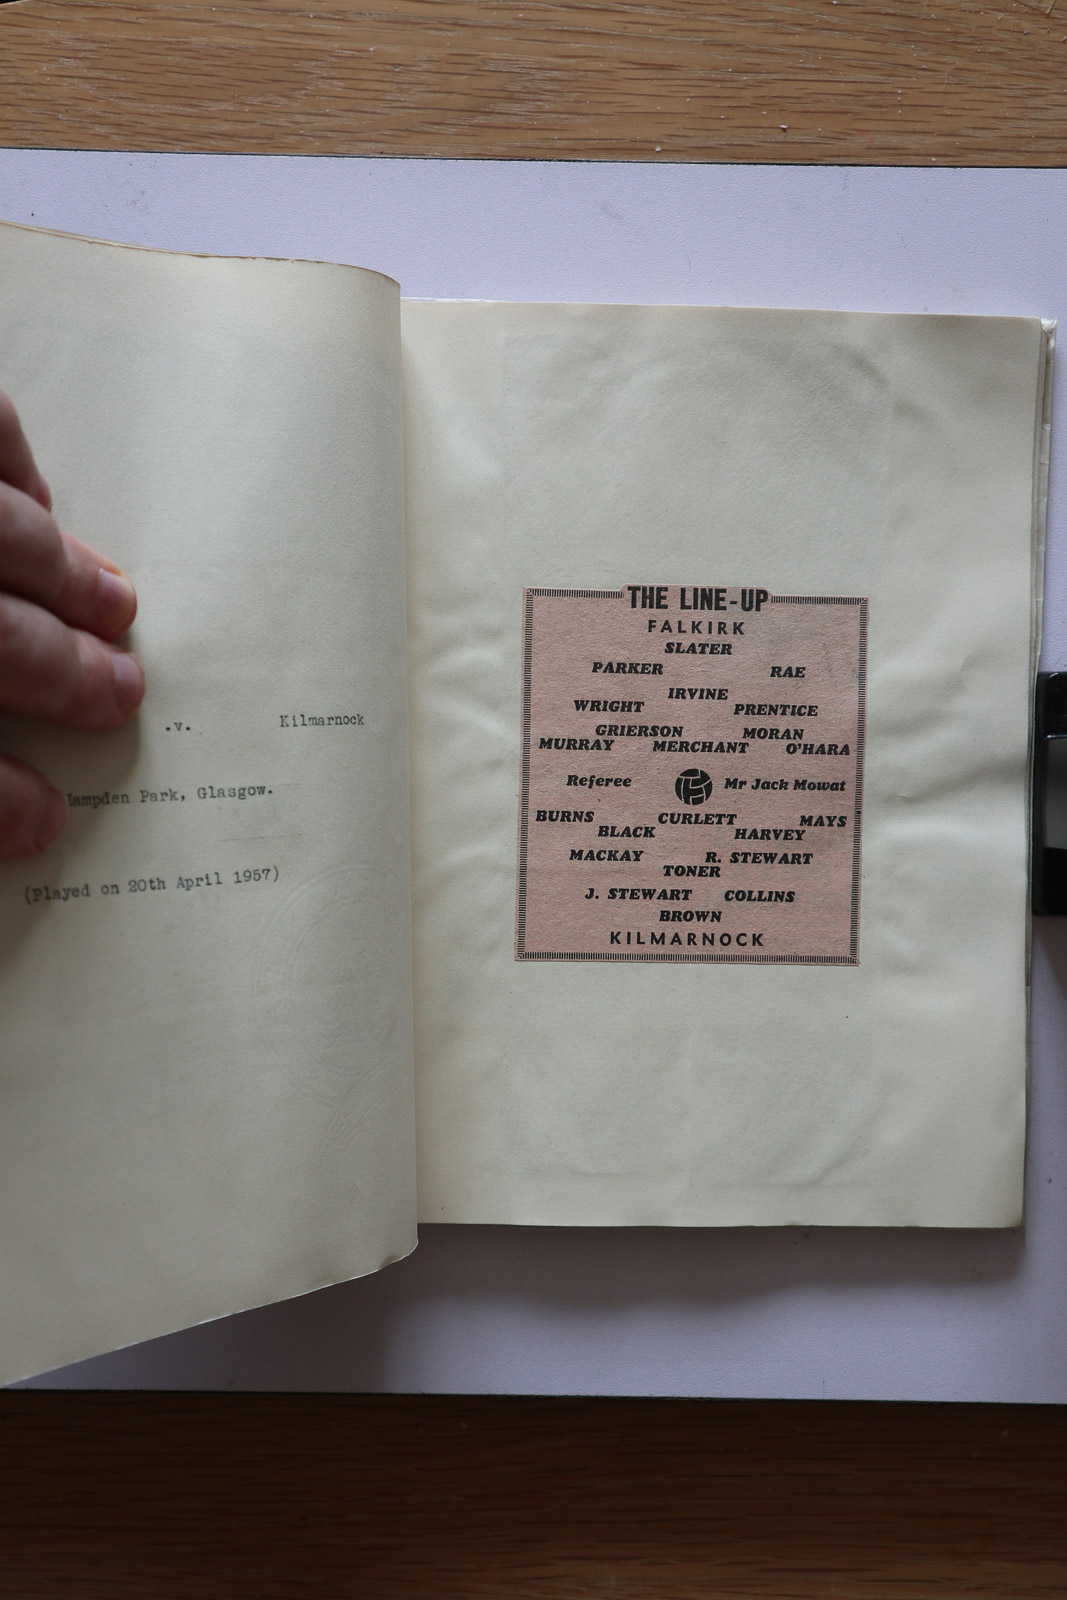 .v. Kilmarnock
Hampden Park, Glasgow.
(Played on 20th April 1957)
THE LINE-UP
FALKIRK
SLATER
PARKER RAE
IRVINE
WRIGHT PRENTICE
GRIERSON MORAN
MURRAY MERCHANT O'HARA
Referee Mr Jack Mowat
BURNS CURLETT MAYS
BLACK HARVEY
MACKAY R. STEWART
TONER
J. STEWART COLLINS
BROWN
KILMARNOCK